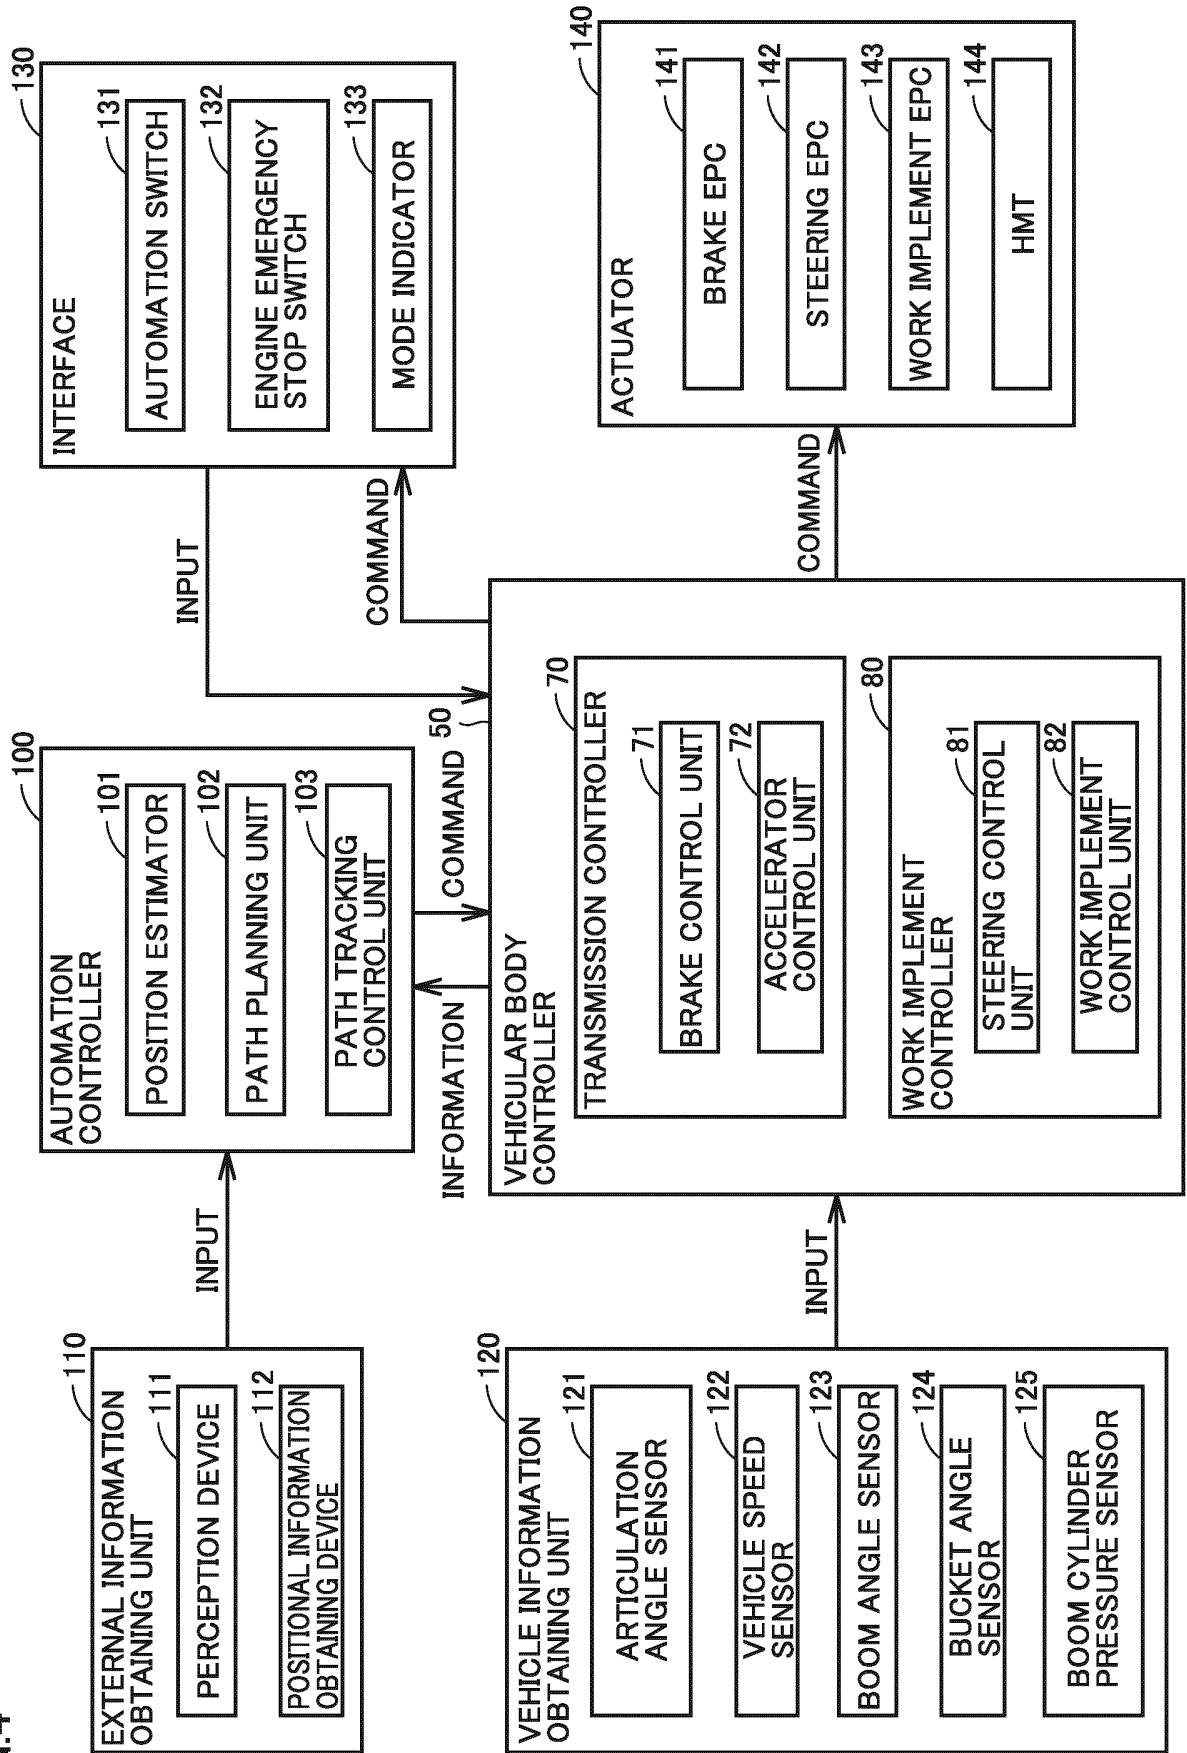 110
EXTERNAL INFORMATION
OBTAINING UNIT
111
PERCEPTION DEVICE
112
POSITIONAL INFORMATION
OBTAINING DEVICE
INPUT
100
AUTOMATION
CONTROLLER
101
POSITION ESTIMATOR
102
PATH PLANNING UNIT
103
PATH TRACKING
CONTROL UNIT
130
INTERFACE
131
AUTOMATION SWITCH
132
ENGINE EMERGENCY
STOP SWITCH
133
MODE INDICATOR
INPUT
COMMAND
INFORMATION
COMMAND
120
VEHICLE INFORMATION
OBTAINING UNIT
121
ARTICULATION
ANGLE SENSOR
122
VEHICLE SPEED
SENSOR
123
BOOM ANGLE SENSOR
124
BUCKET ANGLE
SENSOR
125
BOOM CYLINDER
PRESSURE SENSOR
INPUT
50
VEHICULAR BODY
CONTROLLER
70
TRANSMISSION CONTROLLER
71
BRAKE CONTROL UNIT
72
ACCELERATOR
CONTROL UNIT
80
WORK IMPLEMENT
CONTROLLER
81
STEERING CONTROL
UNIT
82
WORK IMPLEMENT
CONTROL UNIT
COMMAND
140
ACTUATOR
141
BRAKE EPC
142
STEERING EPC
143
WORK IMPLEMENT EPC
144
HMT